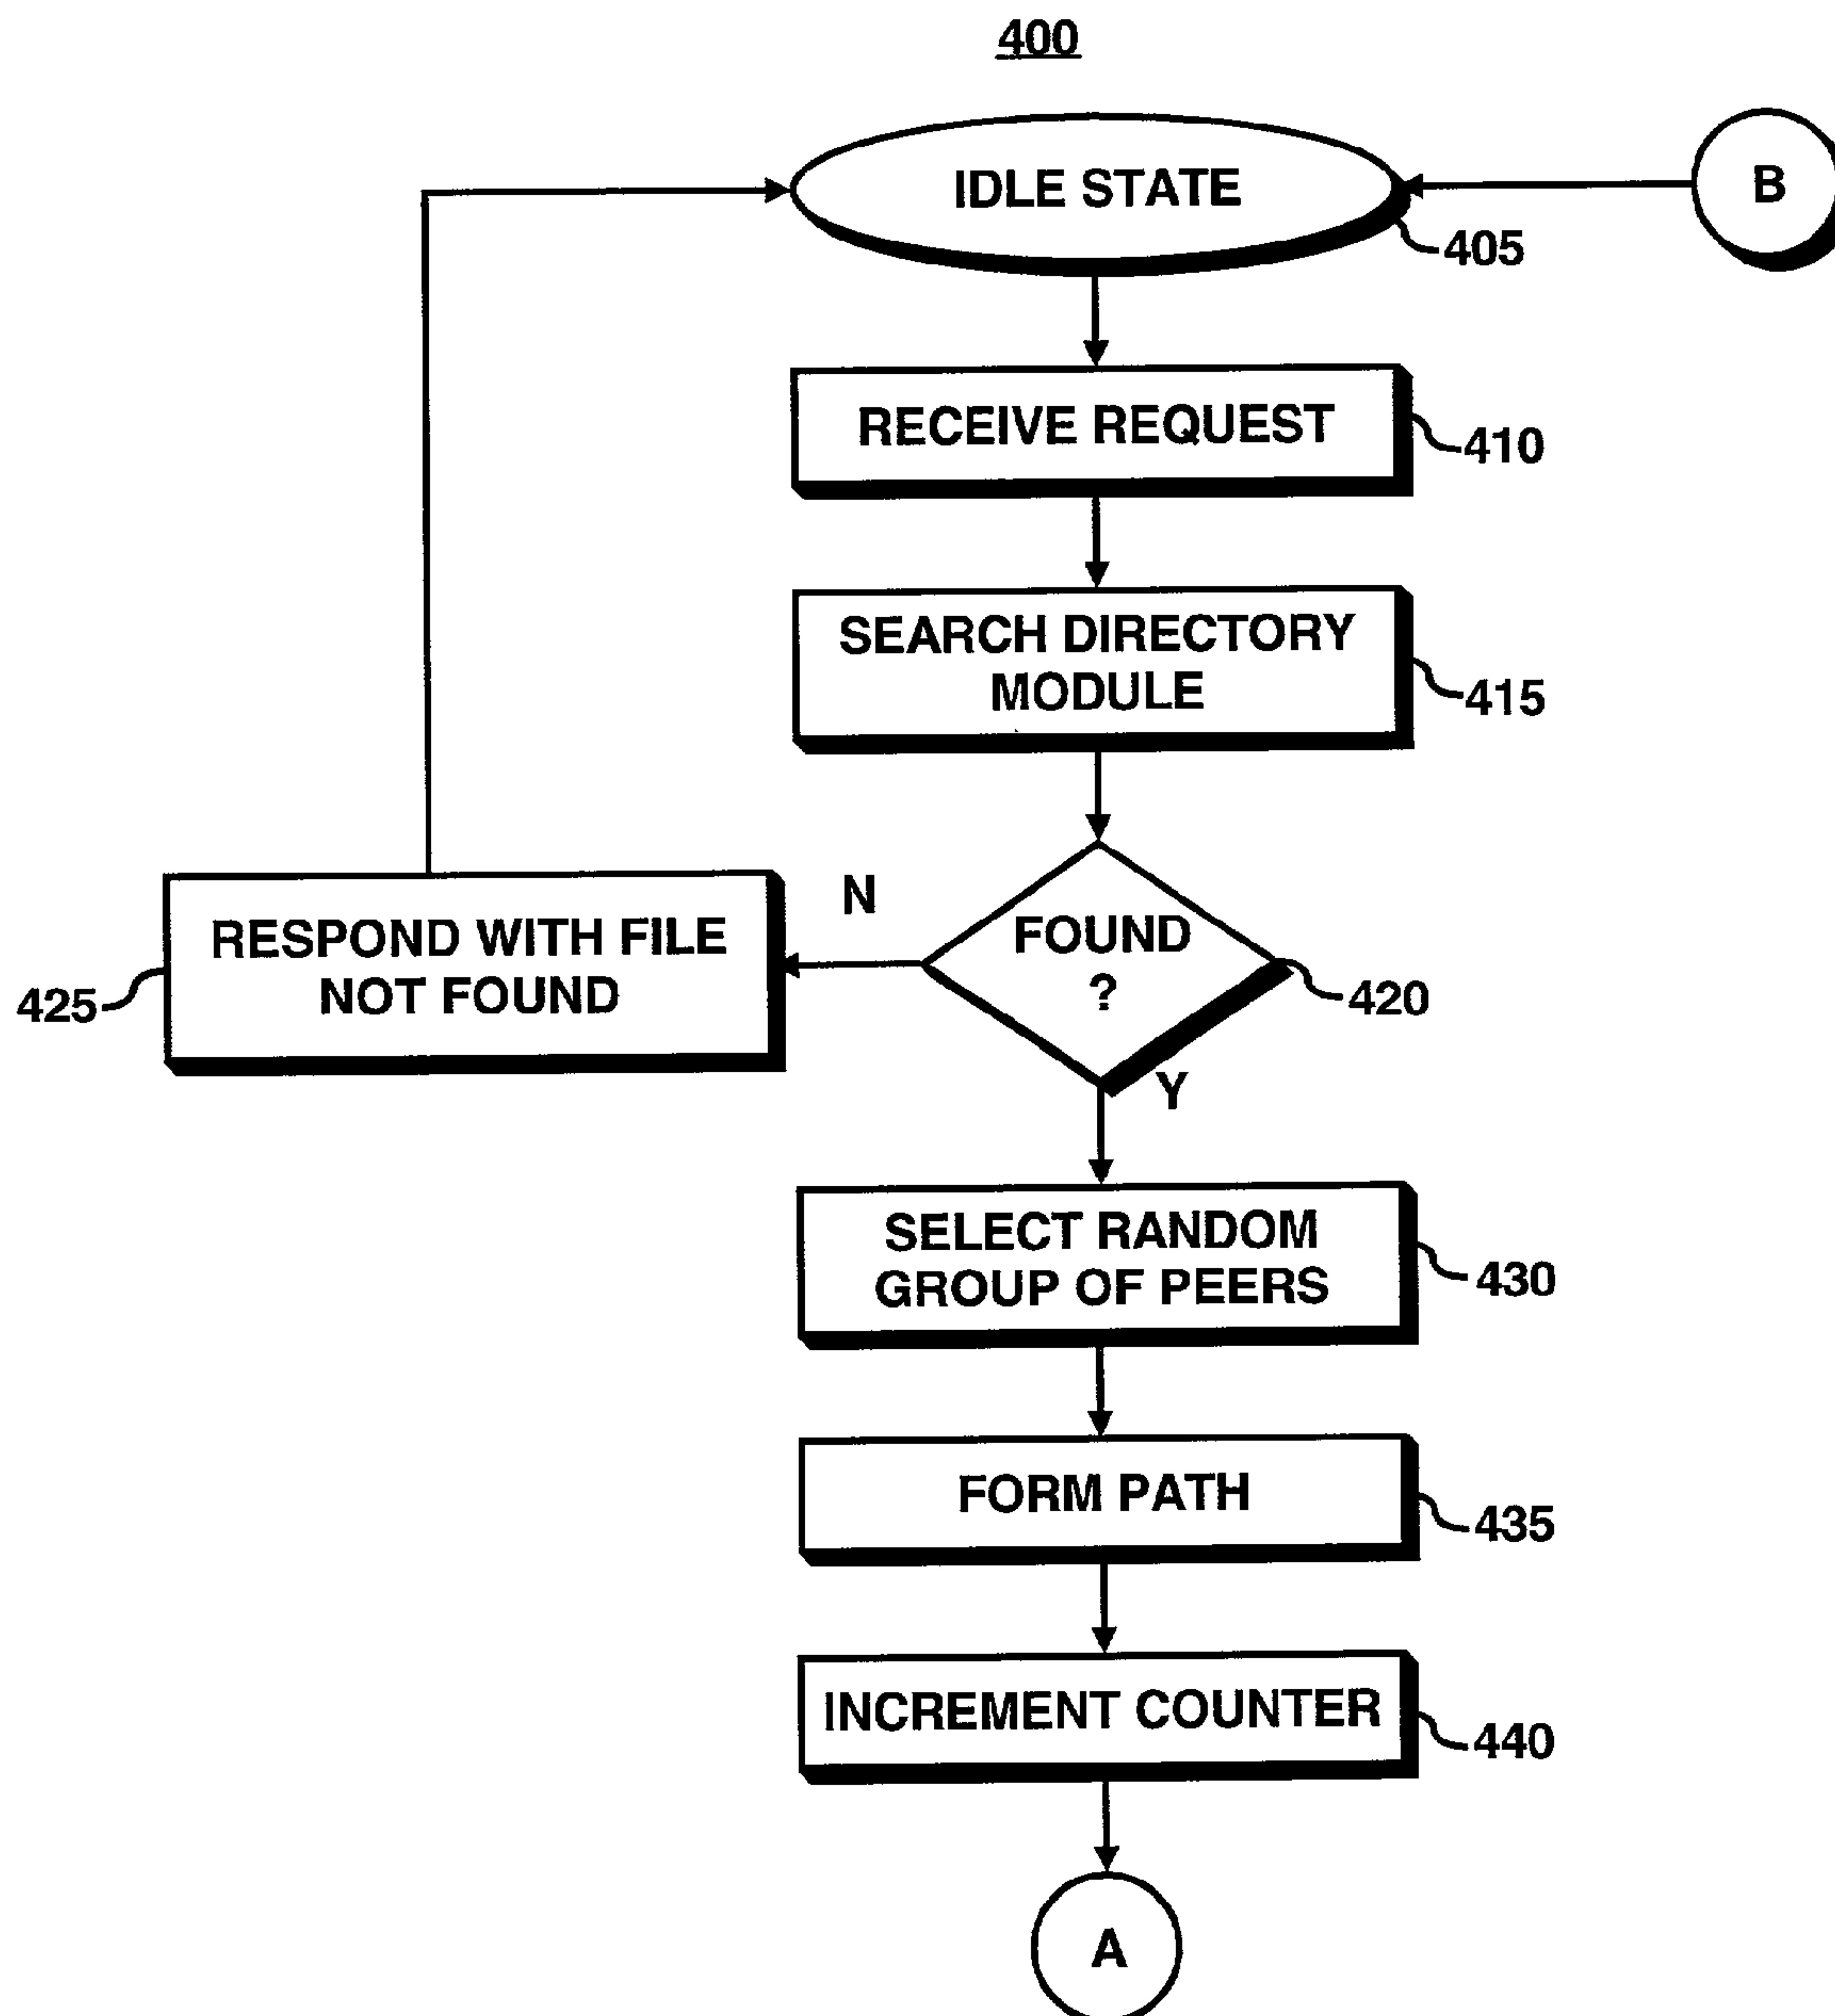 400
IDLE STATE
B
405
RECEIVE REQUEST
410
SEARCH DIRECTORY
MODULE
415
N
FOUND
?
420
RESPOND WITH FILE
NOT FOUND
425
Y
SELECT RANDOM
GROUP OF PEERS
430
FORM PATH
435
INCREMENT COUNTER
440
A